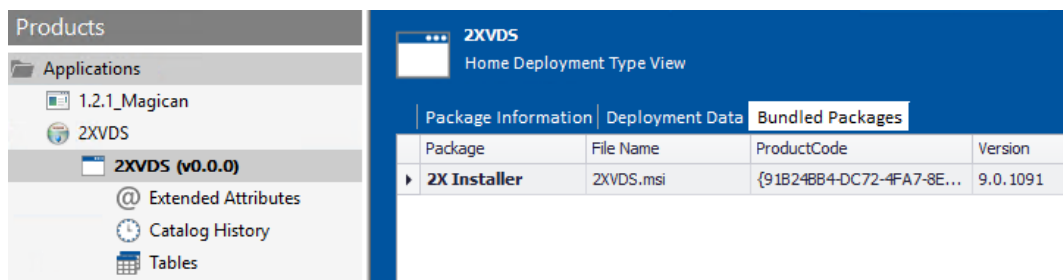 Products
Applications
1.2.1_Magican
2XVDS
2XVDS (v0.0.0)
Extended Attributes
Catalog History
Tables
2XVDS
Home Deployment Type View
Package Information Deployment Data Bundled Packages
Package File Name ProductCode Version
2X Installer 2XVDS.msi {91B24BB4-DC72-4FA7-8E... 9.0.1091